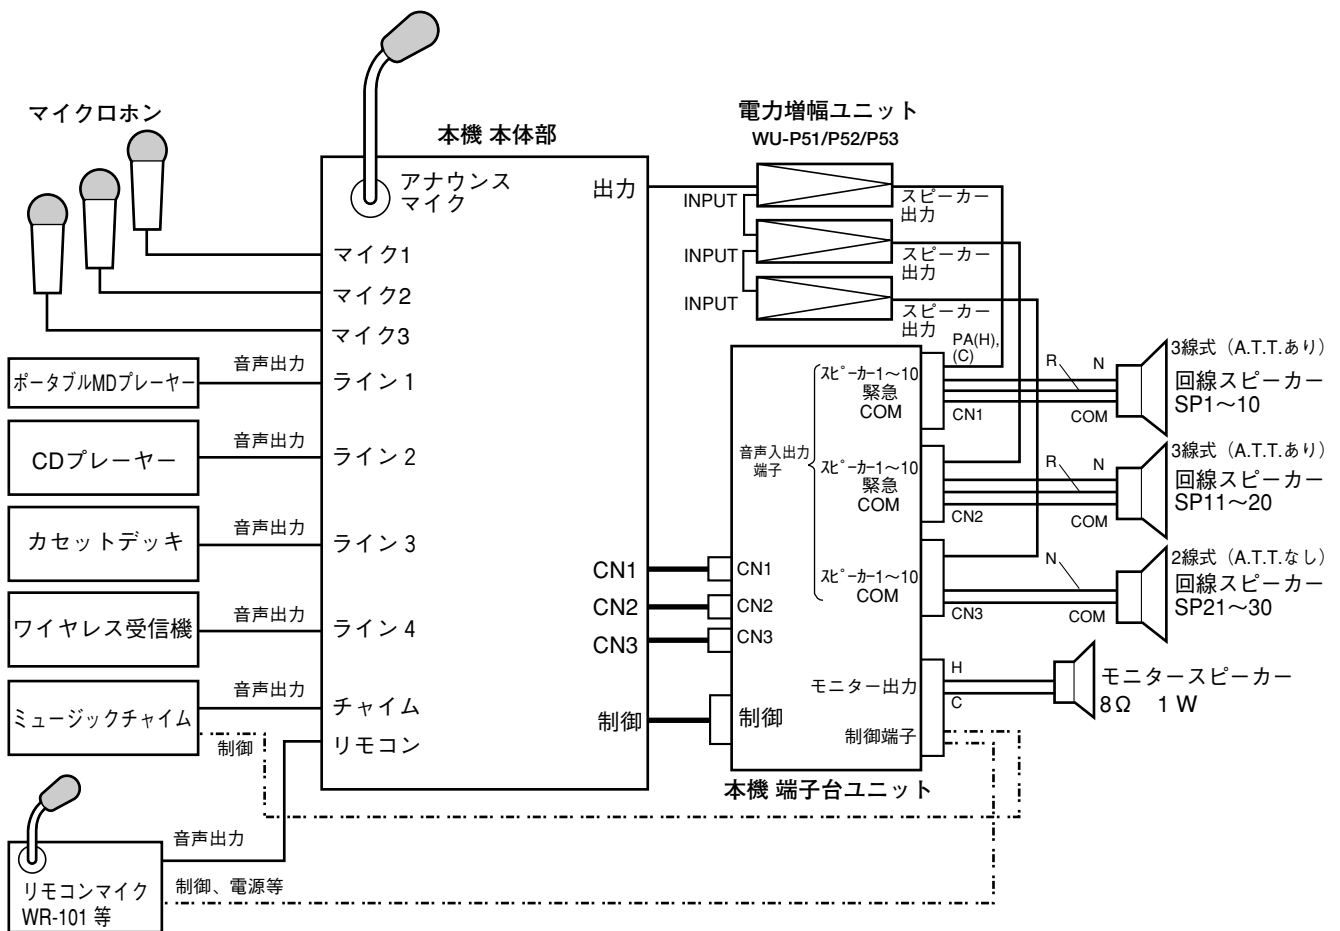 マイクロホン
本機 本体部
アナウンス
マイク
出力
マイク1
マイク2
マイク3
ライン1
ライン2
ライン3
ライン4
チャイム
リモコン
CN1
CN2
CN3
制御
ポータブルMDプレーヤー
音声出力
CDプレーヤー
音声出力
カセットデッキ
音声出力
ワイヤレス受信機
音声出力
ミュージックチャイム
音声出力
制御
リモコンマイク
WR-101 等
音声出力
制御、電源等
電力増幅ユニット
WU-P51/P52/P53
INPUT
スピーカー
出力
INPUT
スピーカー
出力
INPUT
スピーカー
出力
PA(H),
(C)
スピーカー1～10
緊急
COM
CN1
音声入出力
端子
スピーカー1～10
緊急
COM
CN2
スピーカー1～10
COM
CN3
CN1
CN2
CN3
制御
モニター出力
制御端子
本機 端子台ユニット
R
N
COM
3線式（A.T.T.あり）
回線スピーカー
SP1～10
R
N
COM
3線式（A.T.T.あり）
回線スピーカー
SP11～20
N
COM
2線式（A.T.T.なし）
回線スピーカー
SP21～30
H
C
モニタースピーカー
8Ω 1 W